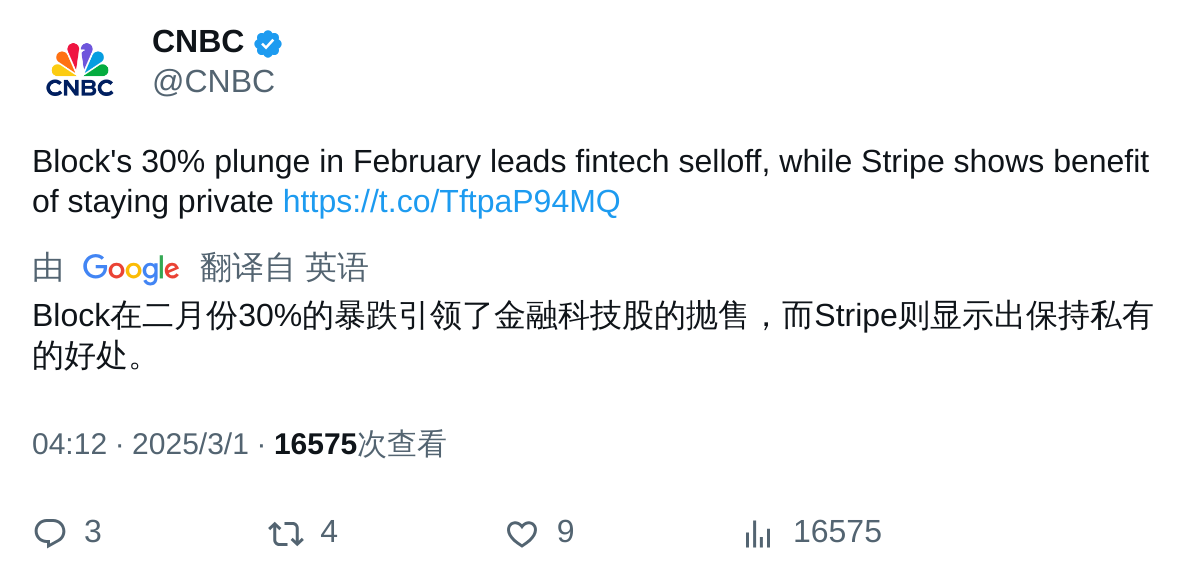 CNBC
CNBC
@CNBC
Block's 30% plunge in February leads fintech selloff, while Stripe shows benefit
of staying private https://t.co/TftpaP94MQ
由 Google 翻译自 英语
Block在二月份30%的暴跌引领了金融科技股的抛售，而Stripe则显示出保持私有
的好处。
04:12 · 2025/3/1 · 16575次查看
3 4 9 16575